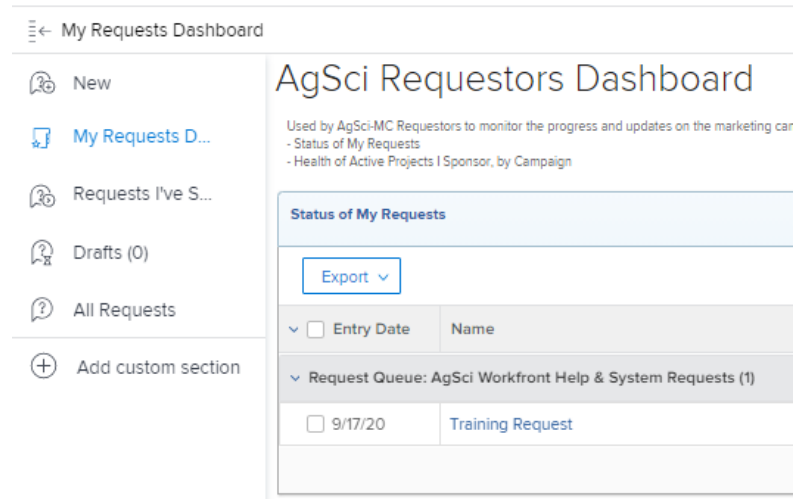 My Requests Dashboard
New
My Requests D...
Requests I've S...
Drafts (0)
All Requests
Add custom section
AgSci Requestors Dashboard
Used by AgSci-MC Requestors to monitor the progress and updates on the marketing
- Status of My Requests
- Health of Active Projects I Sponsor, by Campaign
Status of My Requests
Export
Entry Date Name
Request Queue: AgSci Workfront Help & System Requests (1)
9/17/20 Training Request